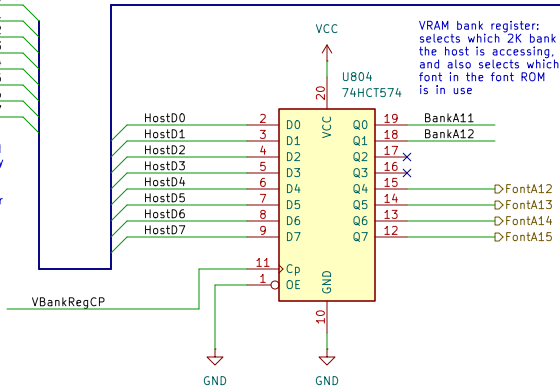 VRAM bank register:
selects which 2K bank
the host is accessing,
and also selects which
font in the font ROM
is in use
VCC
U804
74HCT574
20
VCC
HostD0 2 D0 Q0 19 BankA11
HostD1 3 D1 Q1 18 BankA12
HostD2 4 D2 Q2 17
HostD3 5 D3 Q3 16
HostD4 6 D4 Q4 15 FontA12
HostD5 7 D5 Q5 14 FontA13
HostD6 8 D6 Q6 13 FontA14
HostD7 9 D7 Q7 12 FontA15
11 Cp
1 OE
GND
VBankRegCP
10
GND
GND